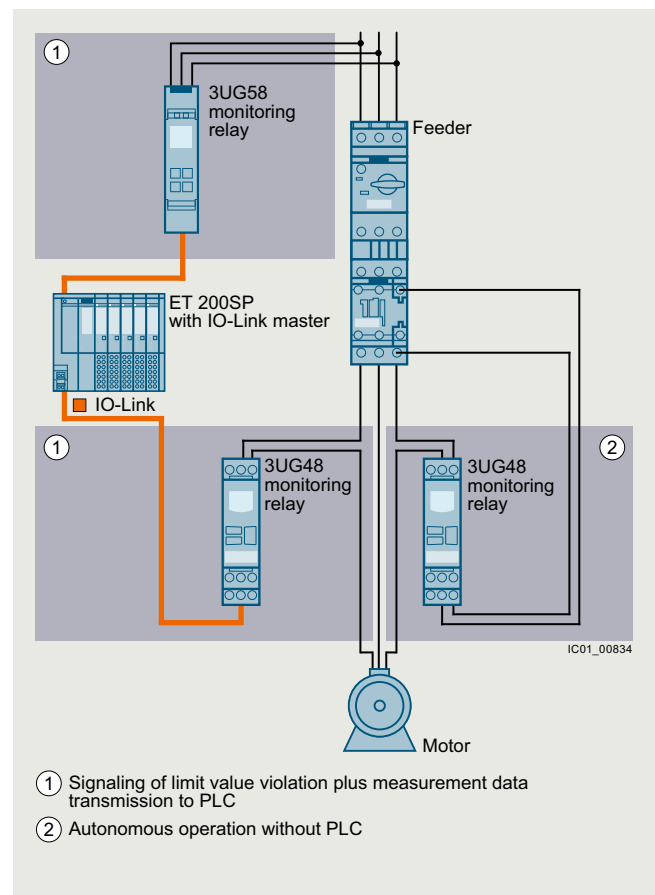 1
3UG58
monitoring
relay
Feeder
ET 200SP
with IO-Link master
IO-Link
1
3UG48
monitoring
relay
2
3UG48
monitoring
relay
IC01_00834
Motor
1 Signaling of limit value violation plus measurement data
transmission to PLC
2 Autonomous operation without PLC